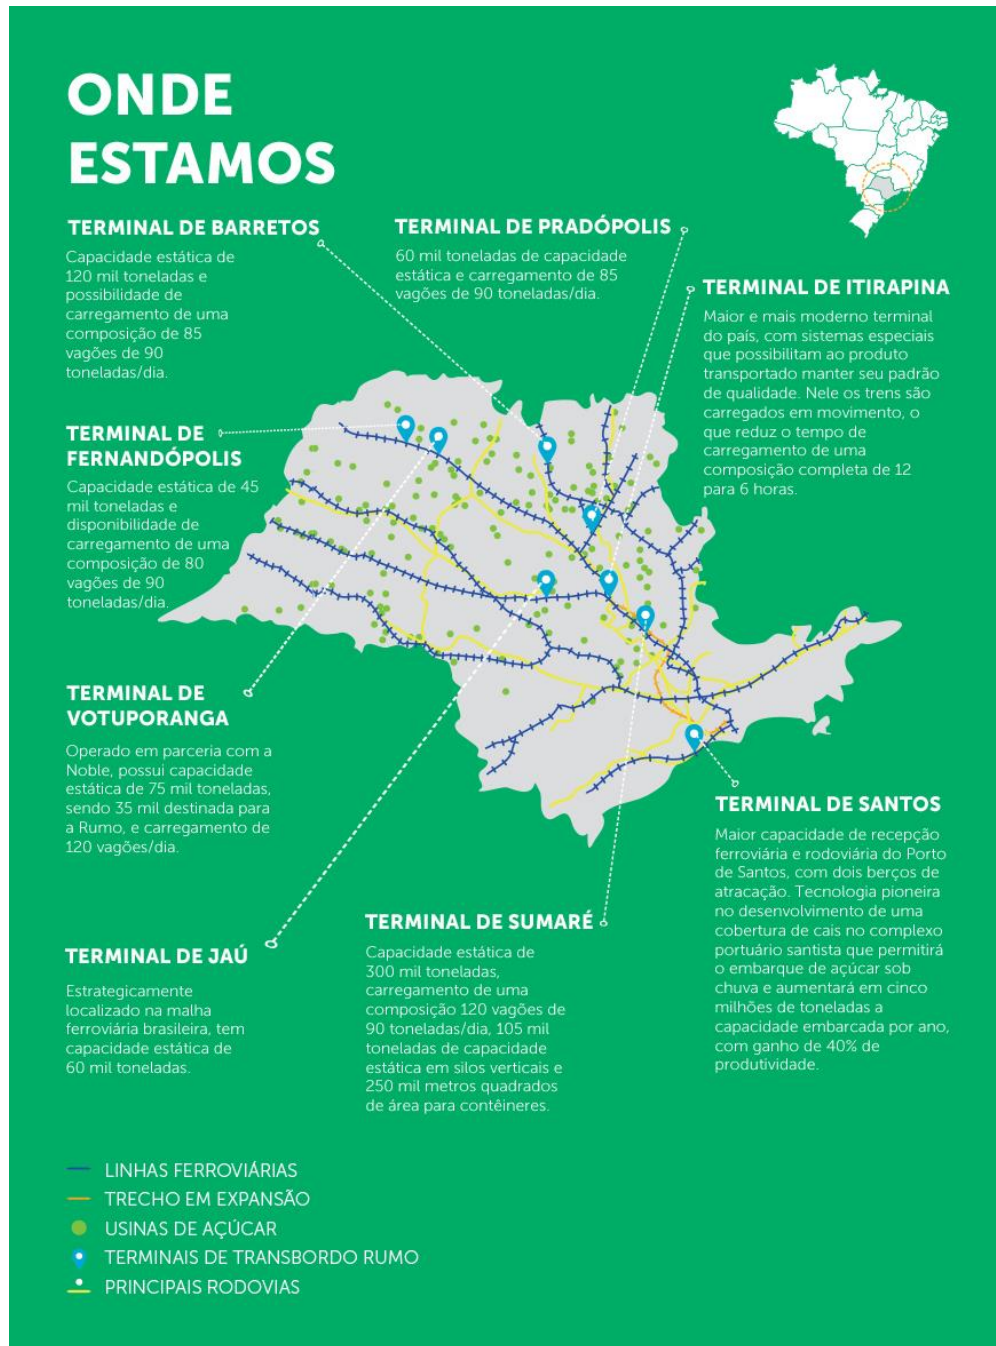 ONDE
ESTAMOS
TERMINAL DE BARRETOS
Capacidade estática de
120 mil toneladas e
possibilidade de
carregamento de uma
composição de 85
vagões de 90
toneladas/dia.
TERMINAL DE PRADÓPOLIS
60 mil toneladas de capacidade
estática e carregamento de 85
vagões de 90 toneladas/dia.
TERMINAL DE ITIRAPINA
Maior e mais moderno terminal
do país, com sistemas especiais
que possibilitam ao produto
transportado manter seu padrão
de qualidade. Nele os trens são
carregados em movimento, o
que reduz o tempo de
carregamento de uma
composição completa de 12
para 6 horas.
TERMINAL DE
FERNANDÓPOLIS
Capacidade estática de 45
mil toneladas e
disponibilidade de
carregamento de uma
composição de 80
vagões de 90
toneladas/dia.
TERMINAL DE
VOTUPORANGA
Operado em parceria com a
Noble, possui capacidade
estática de 75 mil toneladas,
sendo 35 mil destinada para
a Rumo, e carregamento de
120 vagões/dia.
TERMINAL DE JAÚ
Estrategicamente
localizado na malha
ferroviária brasileira, tem
capacidade estática de
60 mil toneladas.
TERMINAL DE SUMARÉ
Capacidade estática de
300 mil toneladas,
carregamento de uma
composição 120 vagões de
90 toneladas/dia, 105 mil
toneladas de capacidade
estática em silos verticais e
250 mil metros quadrados
de área para contêineres.
TERMINAL DE SANTOS
Maior capacidade de recepção
ferroviária e rodoviária do Porto
de Santos, com dois berços de
atracação. Tecnologia pioneira
no desenvolvimento de uma
cobertura de cais no complexo
portuário santista que permitirá
o embarque de açúcar sob
chuva e aumentará em cinco
milhões de toneladas a
capacidade embarcada por ano,
com ganho de 40% de
produtividade.
LINHAS FERROVIÁRIAS
TRECHO EM EXPANSÃO
USINAS DE AÇÚCAR
TERMINAIS DE TRANSBORDO RUMO
PRINCIPAIS RODOVIAS